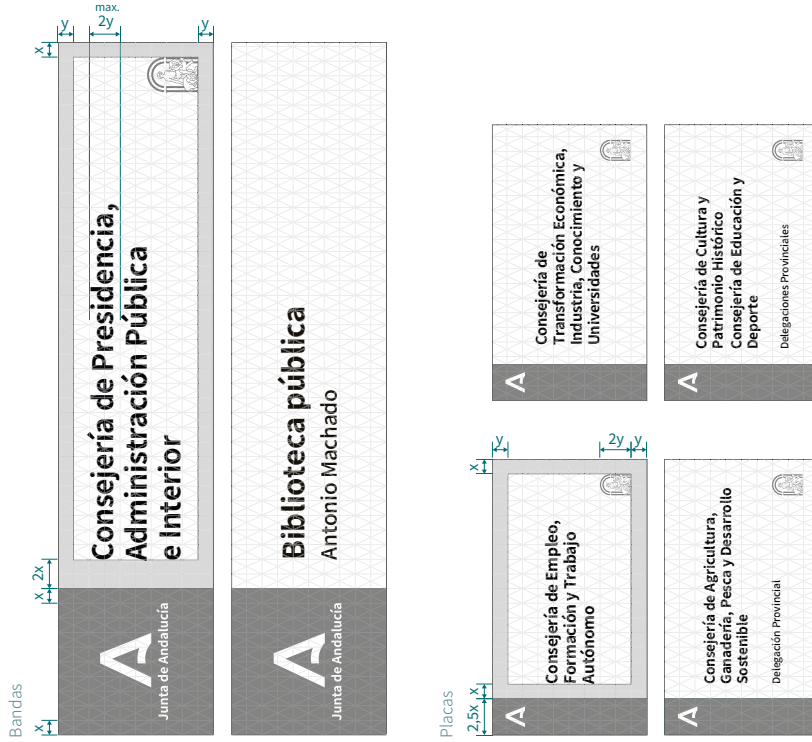 Bandas
x
x
2x
x
y
max.
2y
y
Junta de Andalucía
Consejería de Presidencia,
Administración Pública
e Interior
Junta de Andalucía
Biblioteca pública
Antonio Machado
Placas
2,5x
x
x
y
2y
y
Consejería de Empleo,
Formación y Trabajo
Autónomo
Consejería de Agricultura,
Ganadería, Pesca y Desarrollo
Sostenible
Delegación Provincial
Consejería de
Transformación Económica,
Industria, Conocimiento y
Universidades
Consejería de Cultura y
Patrimonio Histórico
Consejería de Educación y
Deporte
Delegaciones Provinciales